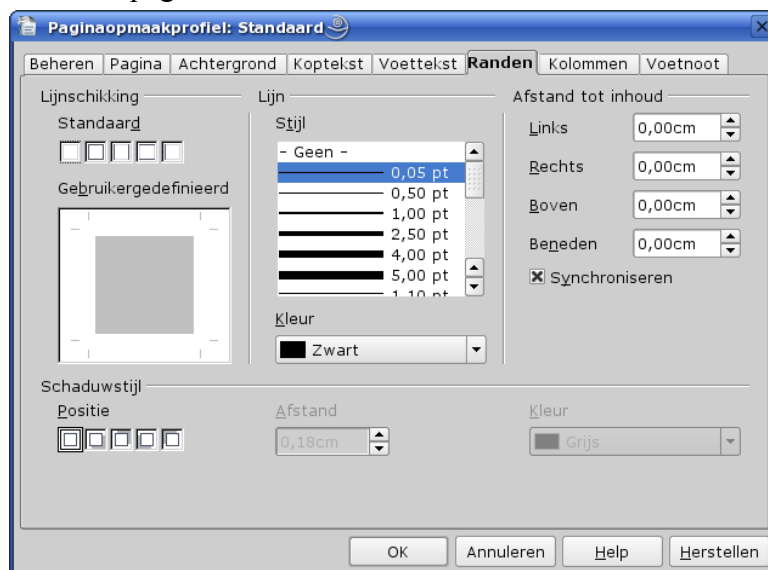 Paginaopmaakprofiel: Standaard
Beheren Pagina Achtergrond Koptekst Voettekst Randen Kolommen Voetnoot
Lijnschikking
Standaard
Gebruikergedefinieerd
Lijn
Stijl
- Geen -
0,05 pt
0,50 pt
1,00 pt
2,50 pt
4,00 pt
5,00 pt
1,10 pt
Kleur
Zwart
Afstand tot inhoud
Links 0,00cm
Rechts 0,00cm
Boven 0,00cm
Beneden 0,00cm
Synchroniseren
Schaduwstijl
Positie
Afstand
0,18cm
Kleur
Grijs
OK Annuleren Help Herstellen